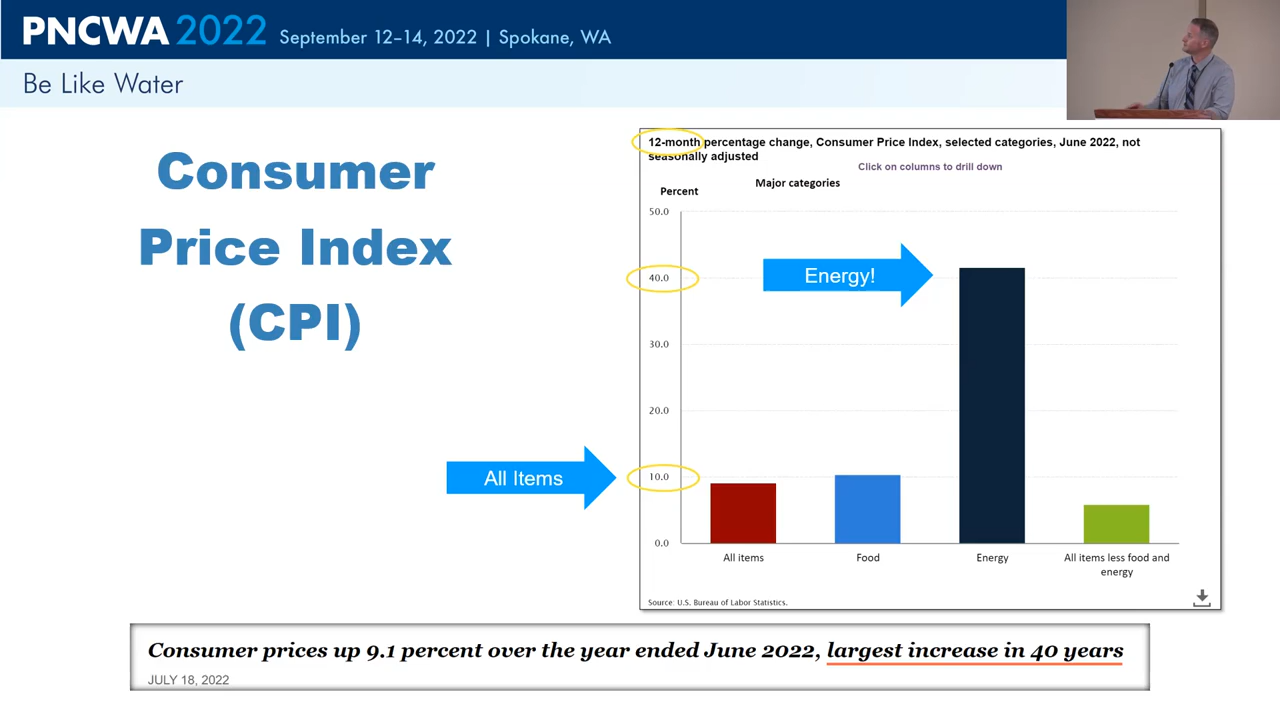 PNCWA 2022 September 12–14, 2022 | Spokane, WA
Be Like Water
Consumer
Price Index
(CPI)
12-month percentage change, Consumer Price Index, selected categories, June 2022, not
seasonally adjusted
Click on columns to drill down
Major categories
Percent
50.0
40.0
30.0
20.0
10.0
0.0
Energy!
All Items
All items
Food
Energy
All items less food and
energy
Source: U.S. Bureau of Labor Statistics.
Consumer prices up 9.1 percent over the year ended June 2022, largest increase in 40 years
JULY 18, 2022